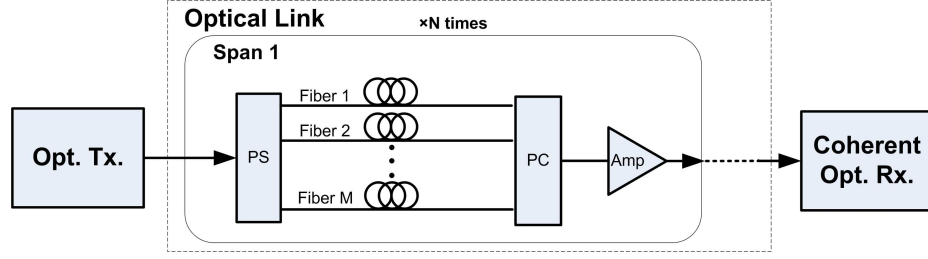 Optical Link
×N times
Span 1
Fiber 1
Fiber 2
Fiber M
Opt. Tx.
PS
PC
Amp
Coherent
Opt. Rx.